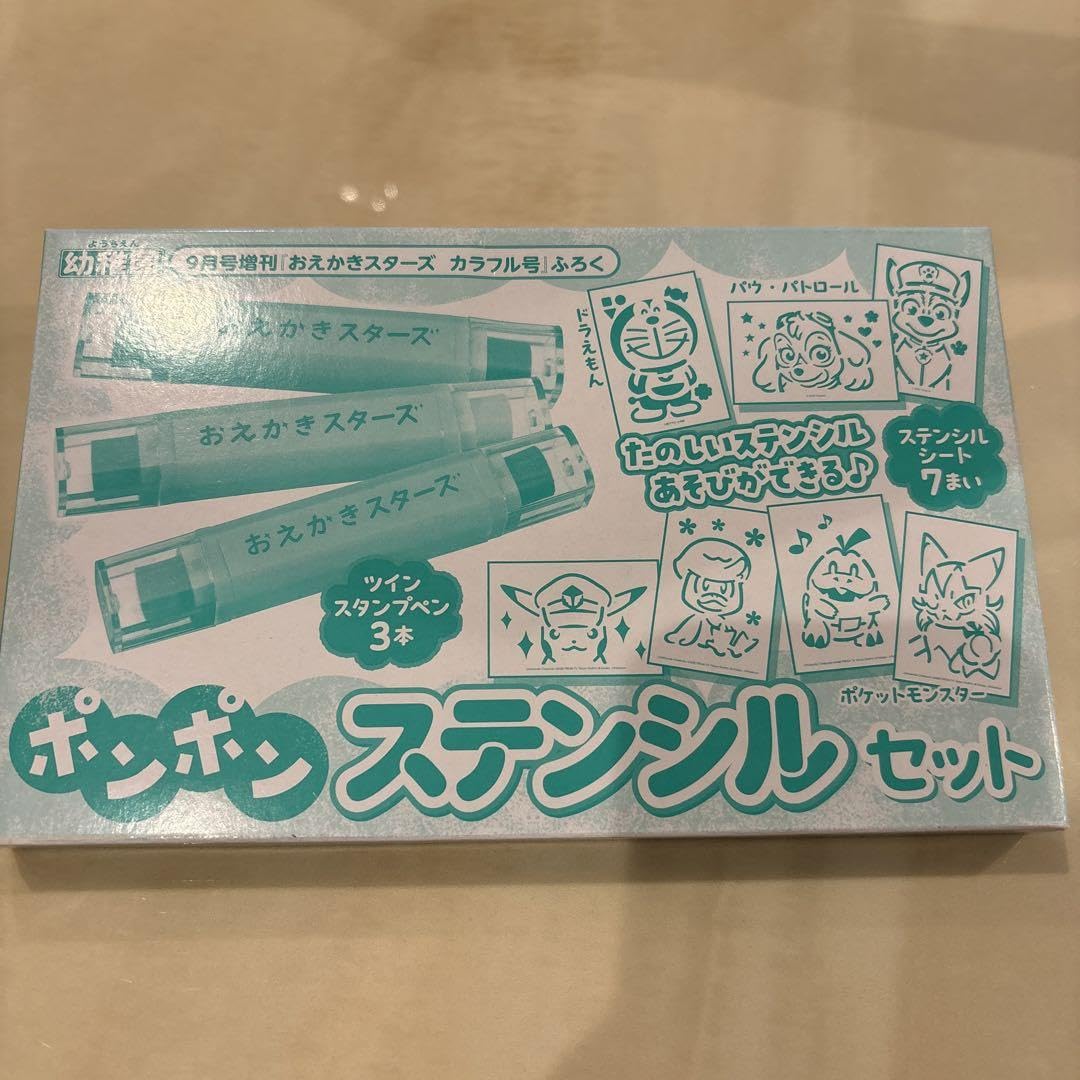 ようちえん
幼稚園
9月号増刊『おえかきスターズ カラフル号』ふろく
おえかきスターズ
おえかきスターズ
おえかきスターズ
ドラえもん
パウ・パトロール
たのしいステンシル
あそびができる♪
ステンシル
シート
7まい
ツイン
スタンプペン
3本
ポケットモンスター
ポンポン ステンシル セット